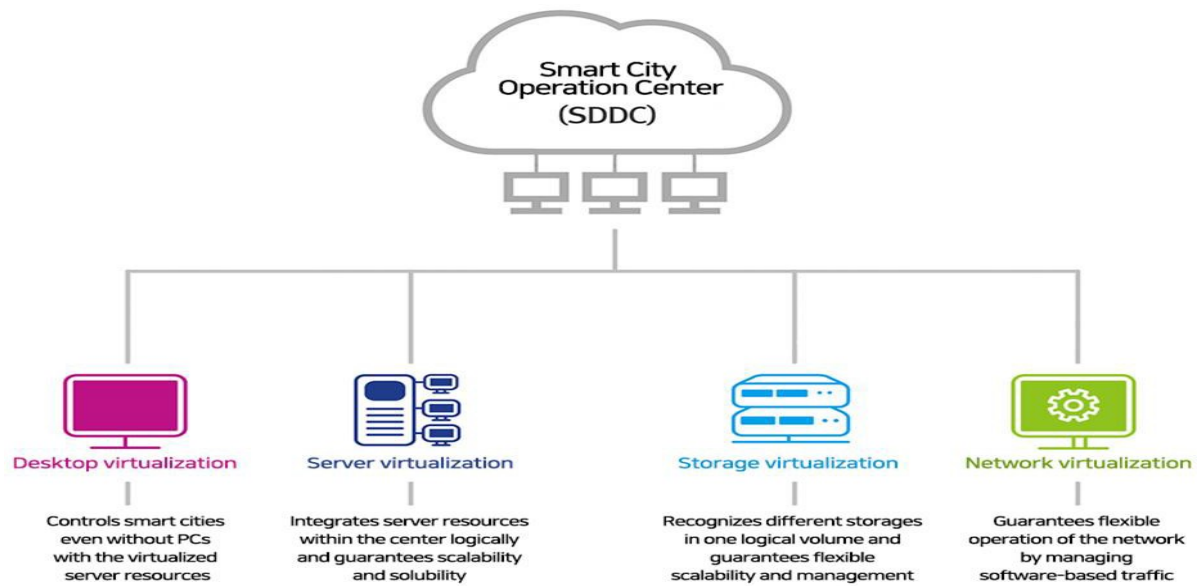 Smart City
Operation Center
(SDDC)
Desktop virtualization
Controls smart cities
even without PCs
with the virtualized
server resources
Server virtualization
Integrates server resources
within the center logically
and guarantees scalability
and solubility
Storage virtualization
Recognizes different storages
in one logical volume and
guarantees flexible
scalability and management
Network virtualization
Guarantees flexible
operation of the network
by managing
software-based traffic